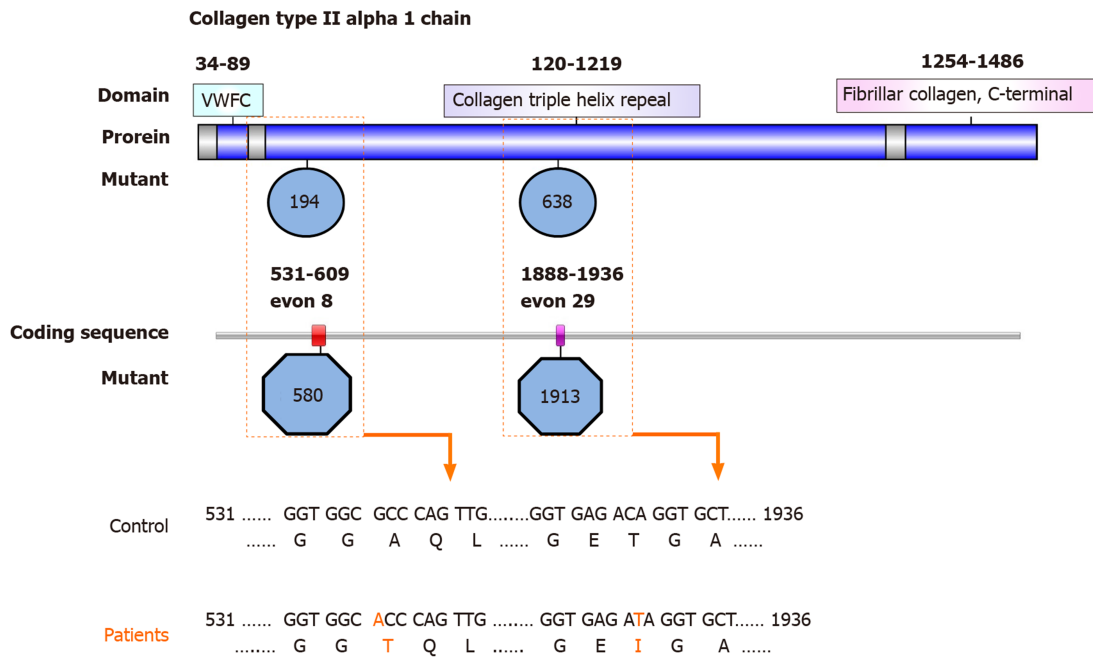 Collagen type II alpha 1 chain
34-89 120-1219 1254-1486
Domain VWFC Collagen triple helix repeal Fibrillar collagen, C-terminal
Prorein
Mutant 194 638
531-609 1888-1936
evon 8 evon 29
Coding sequence
Mutant 580 1913
Control 531 ...... GGT GGC GCC CAG TTG........GGT GAG ACA GGT GCT...... 1936
...... G G A Q L ...... G E T G A ......
Patients 531 ...... GGT GGC ACC CAG TTG........ GGT GAG ATA GGT GCT...... 1936
........ G G T Q L ...... G E I G A ......